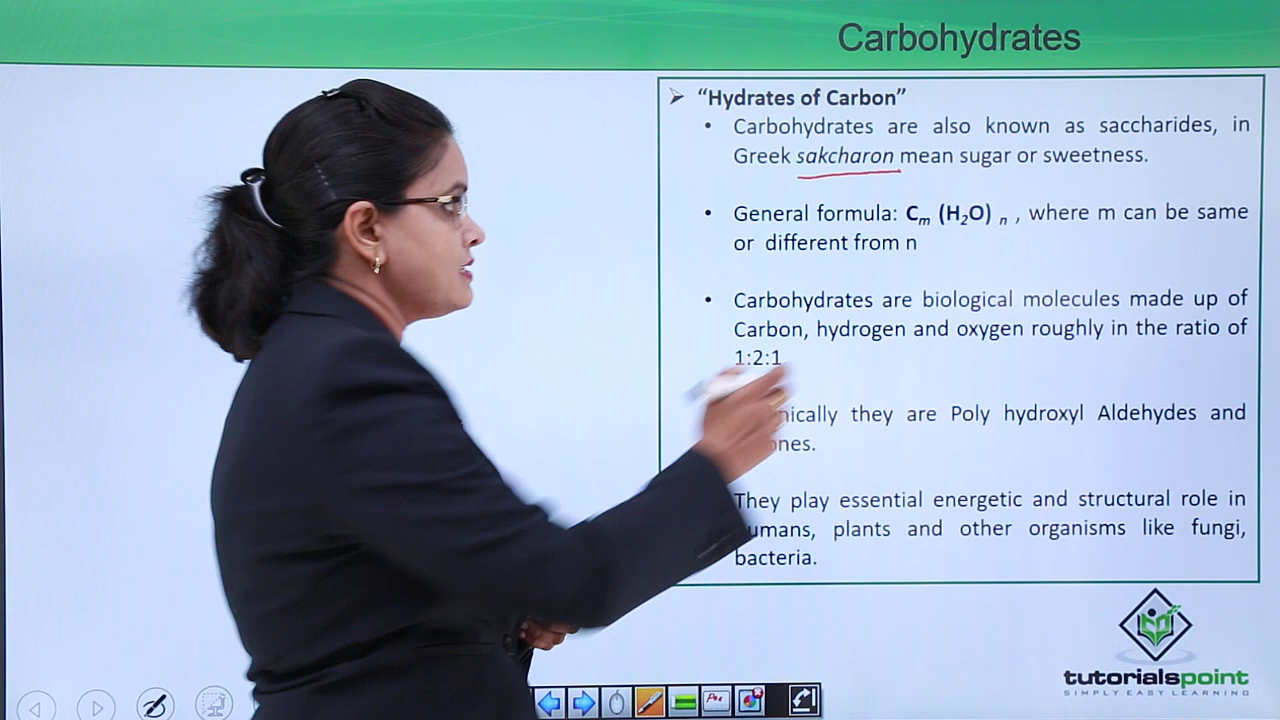 Carbohydrates
➢ “Hydrates of Carbon”
• Carbohydrates are also known as saccharides, in
Greek sakcharon mean sugar or sweetness.
• General formula: Cm (H2O) n , where m can be same
or different from n
• Carbohydrates are biological molecules made up of
Carbon, hydrogen and oxygen roughly in the ratio of
1:2:1
they are Poly hydroxyl Aldehydes and
They play essential energetic and structural role in
umans, plants and other organisms like fungi,
bacteria.
tutorialspoint
SIMPLY EASY LEARNING